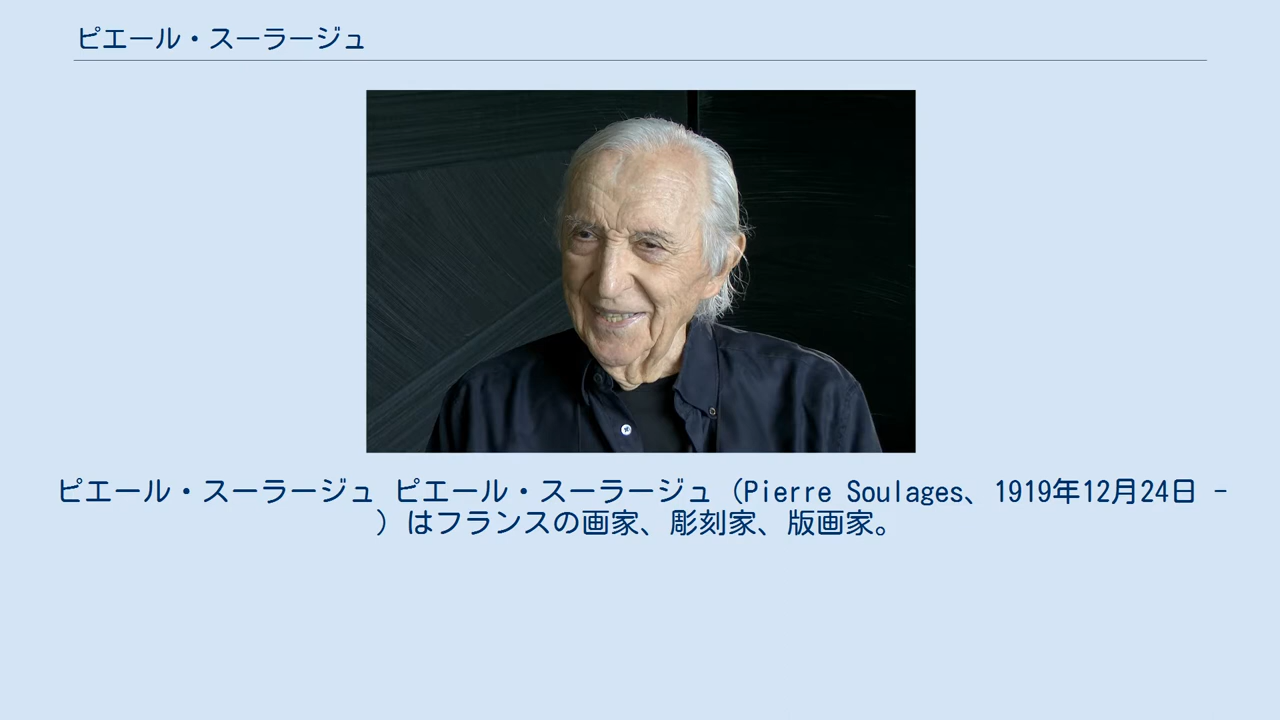 ピエール・スーラージュ
ピエール・スーラージュ ピエール・スーラージュ（Pierre Soulages、1919年12月24日 -
）はフランスの画家、彫刻家、版画家。